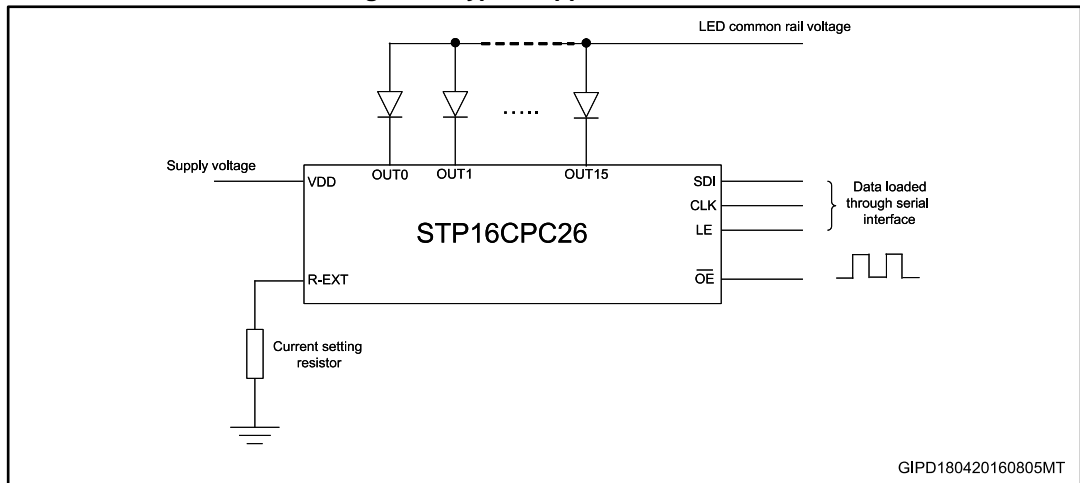 LED common rail voltage
.....
Supply voltage
VDD
OUT0
OUT1
OUT15
SDI
CLK
LE
OE
Data loaded
through serial
interface
STP16CPC26
R-EXT
Current setting
resistor
GIPD180420160805MT